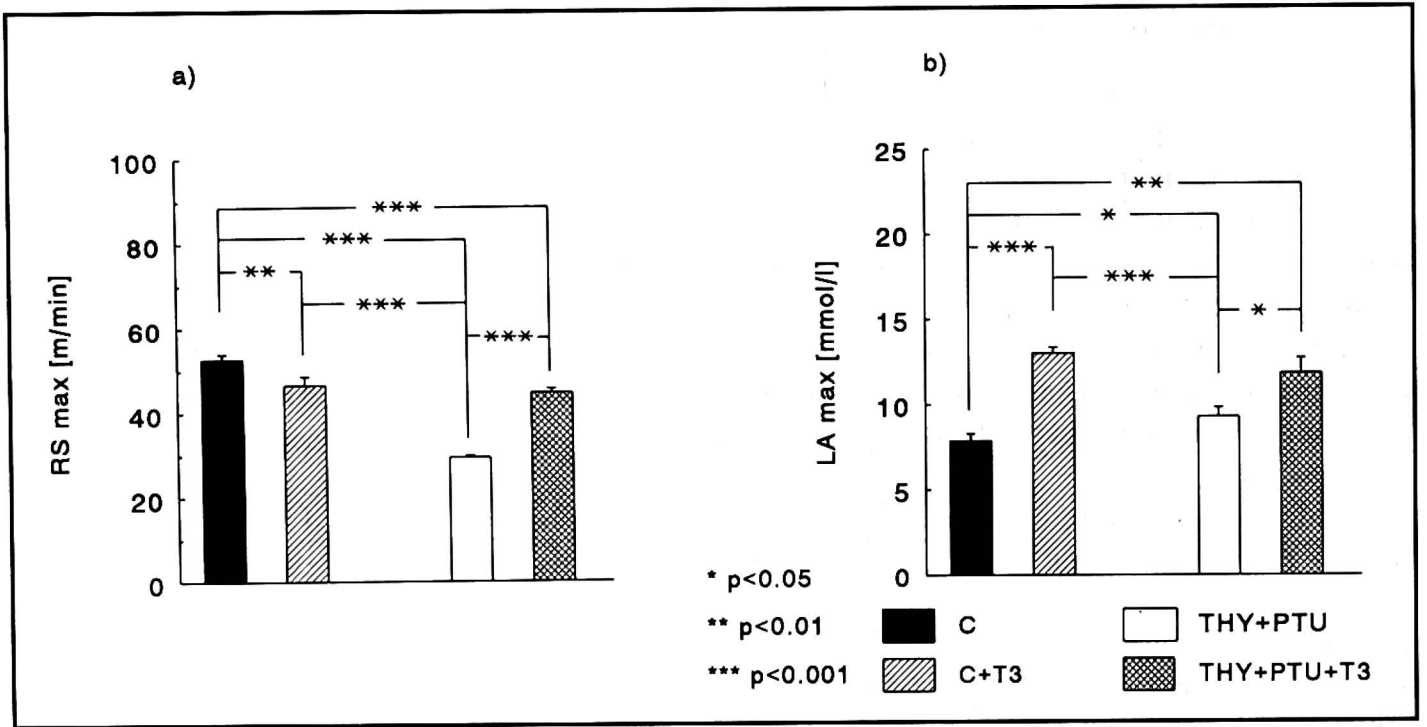 a)
100
80
60
40
20
0
RS max [m/min]
***
***
**
***
***
b)
25
20
15
10
5
0
LA max [mmol/l]
**
*
***
***
*
* p<0.05
** p<0.01
*** p<0.001
C
C+T3
THY+PTU
THY+PTU+T3